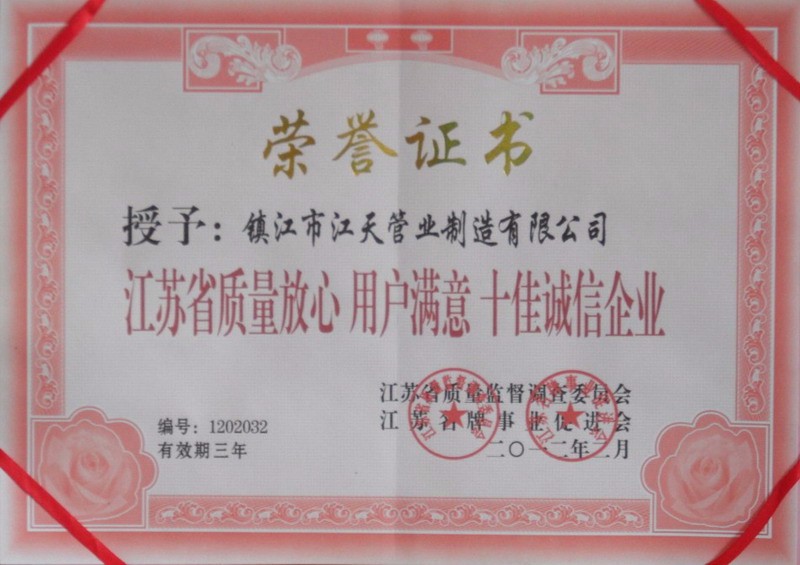 荣誉证书
授予：镇江市江天管业制造有限公司
江苏省质量放心 用户满意 十佳诚信企业
江苏省质量监督调查委员会
江苏省名牌事业促进会
二〇一二年二月
编号：1202032
有效期三年